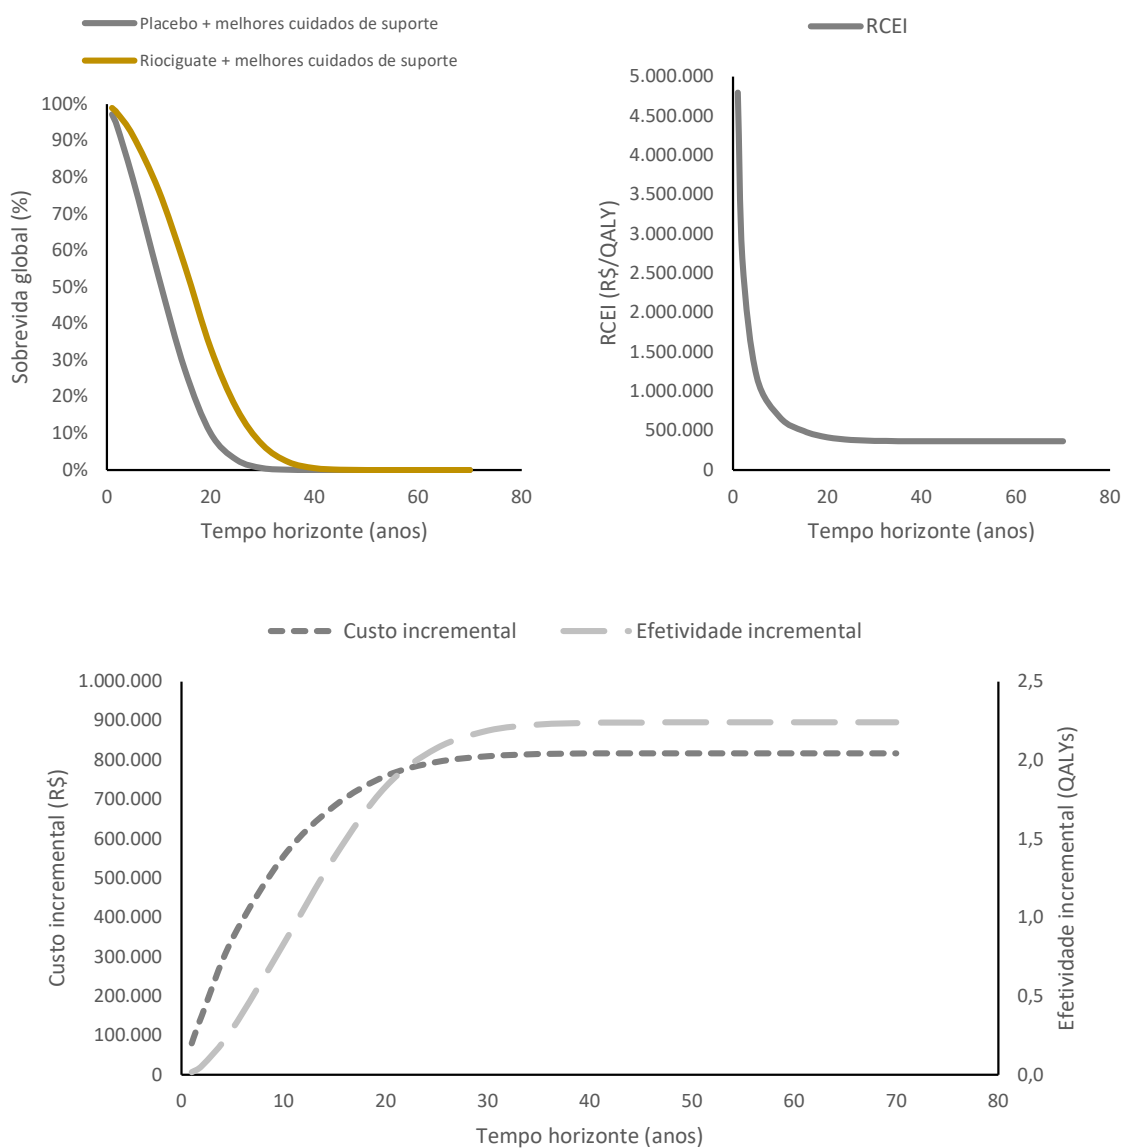 Placebo + melhores cuidados de suporte
Riociguate + melhores cuidados de suporte
Sobrevida global (%)
100%
90%
80%
70%
60%
50%
40%
30%
20%
10%
0%
0 20 40 60 80
Tempo horizonte (anos)
RCEI
RCEI (R$/QALY)
5.000.000
4.500.000
4.000.000
3.500.000
3.000.000
2.500.000
2.000.000
1.500.000
1.000.000
500.000
0
0 20 40 60 80
Tempo horizonte (anos)
Custo incremental Efetividade incremental
Custo incremental (R$)
1.000.000
900.000
800.000
700.000
600.000
500.000
400.000
300.000
200.000
100.000
0
2,5
2,0
1,5
1,0
0,5
0,0
Efetividade incremental (QALYs)
0 10 20 30 40 50 60 70 80
Tempo horizonte (anos)